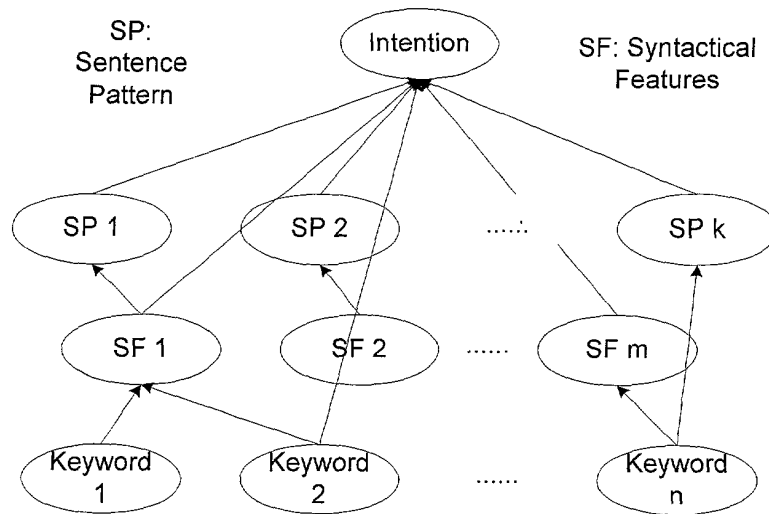 SP:
Sentence
Pattern
Intention
SF: Syntactical
Features
SP 1
SP 2
......
SP k
SF 1
SF 2
......
SF m
Keyword
1
Keyword
2
......
Keyword
n